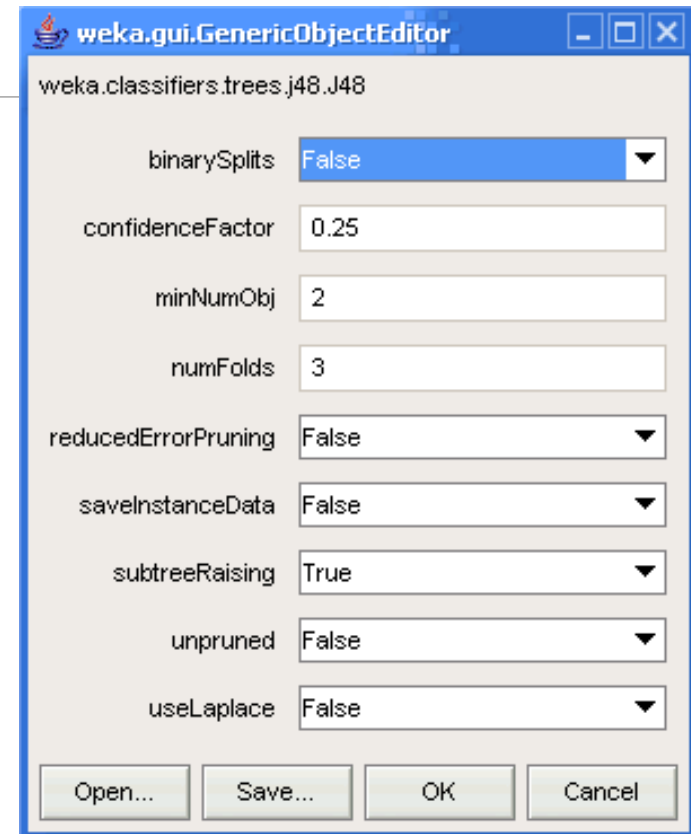 weka.gui.GenericObjectEditor
weka.classifiers.trees.j48.J48
binarySplits False
confidenceFactor 0.25
minNumObj 2
numFolds 3
reducedErrorPruning False
saveInstanceData False
subtreeRaising True
unpruned False
useLaplace False
Open... Save... OK Cancel